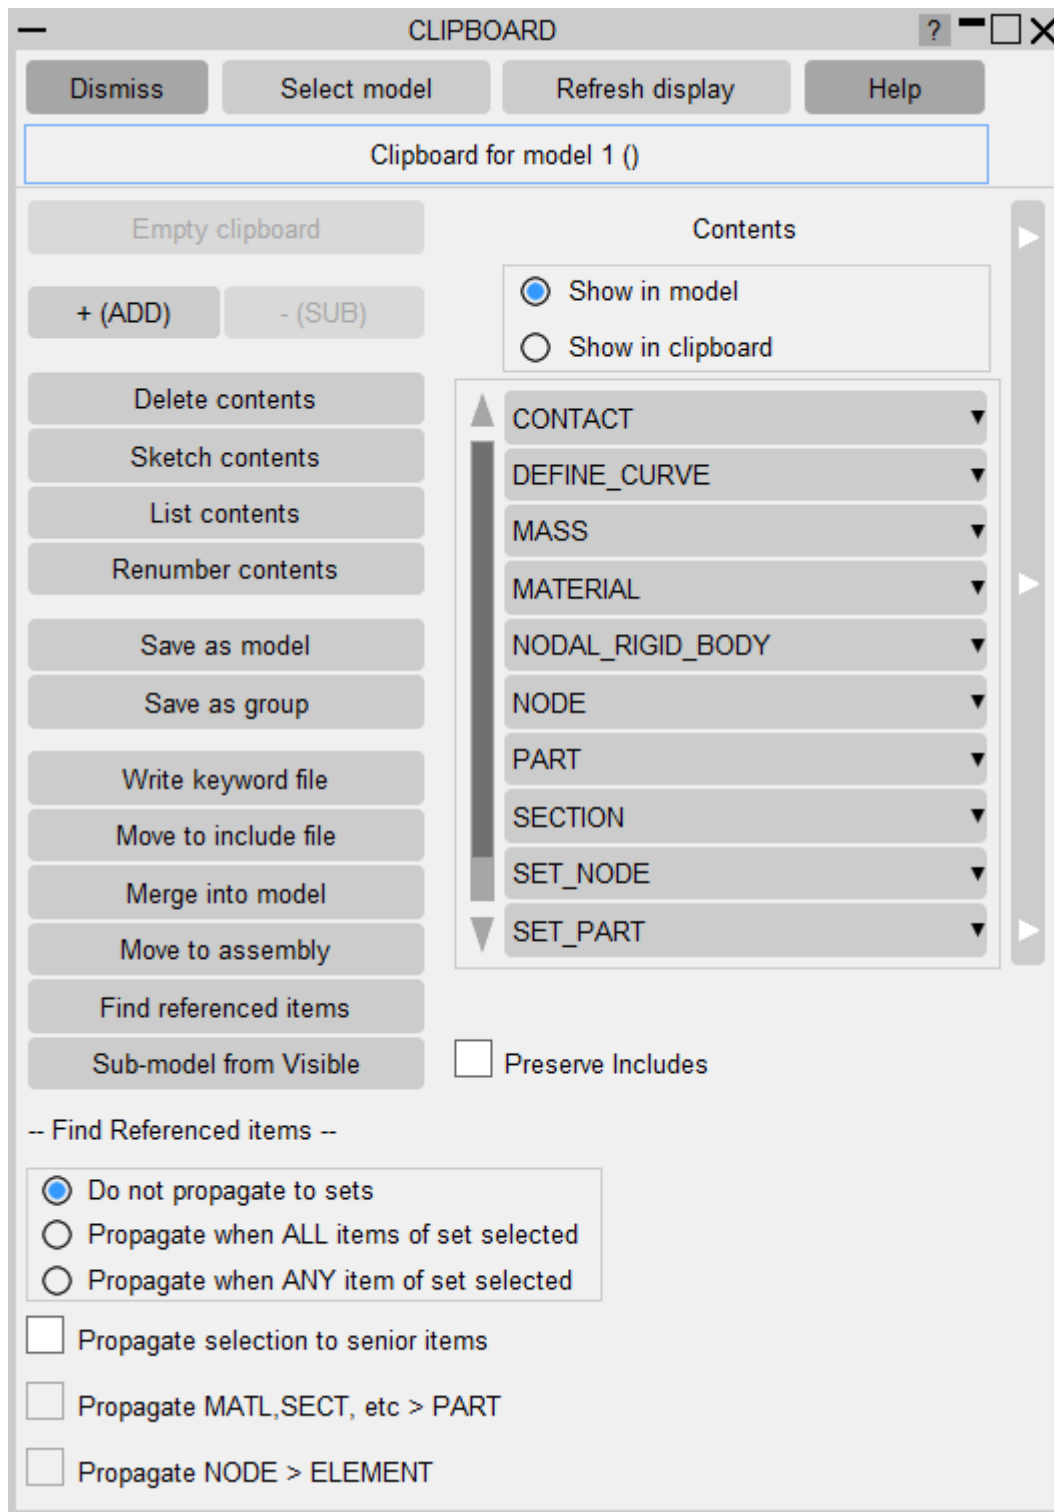 CLIPBOARD
?
Dismiss
Select model
Refresh display
Help
Clipboard for model 1 ()
Empty clipboard
+ (ADD)
- (SUB)
Delete contents
Sketch contents
List contents
Renumber contents
Save as model
Save as group
Write keyword file
Move to include file
Merge into model
Move to assembly
Find referenced items
Sub-model from Visible
Contents
Show in model
Show in clipboard
CONTACT
DEFINE_CURVE
MASS
MATERIAL
NODAL_RIGID_BODY
NODE
PART
SECTION
SET_NODE
SET_PART
Preserve Includes
-- Find Referenced items --
Do not propagate to sets
Propagate when ALL items of set selected
Propagate when ANY item of set selected
Propagate selection to senior items
Propagate MATL,SECT, etc > PART
Propagate NODE > ELEMENT